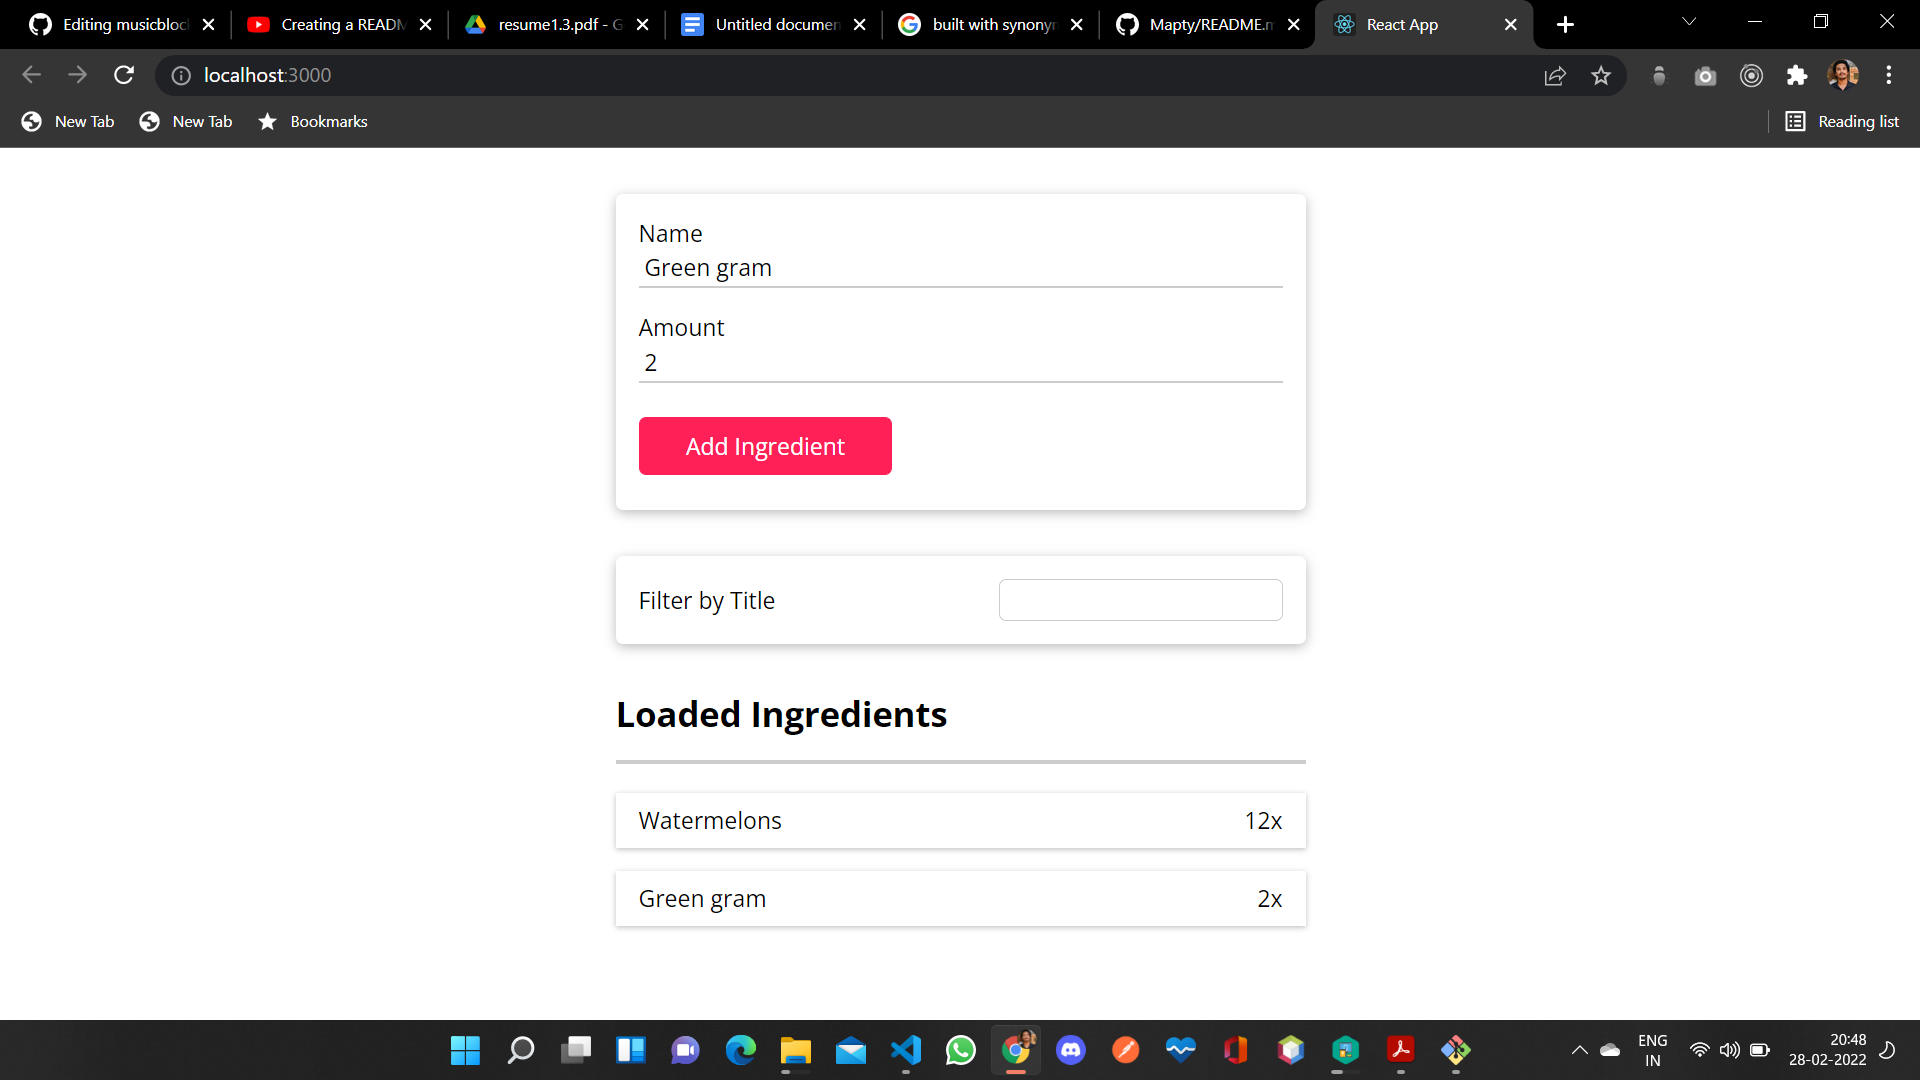 Editing musicbloc
Creating a READM
resume1.3.pdf - G
Untitled documen
built with synonyn
Mapty/README.m
React App
localhost:3000
New Tab
New Tab
Bookmarks
Reading list
Name
Green gram
Amount
2
Add Ingredient
Filter by Title
Loaded Ingredients
Watermelons 12x
Green gram 2x
ENG
IN
20:48
28-02-2022